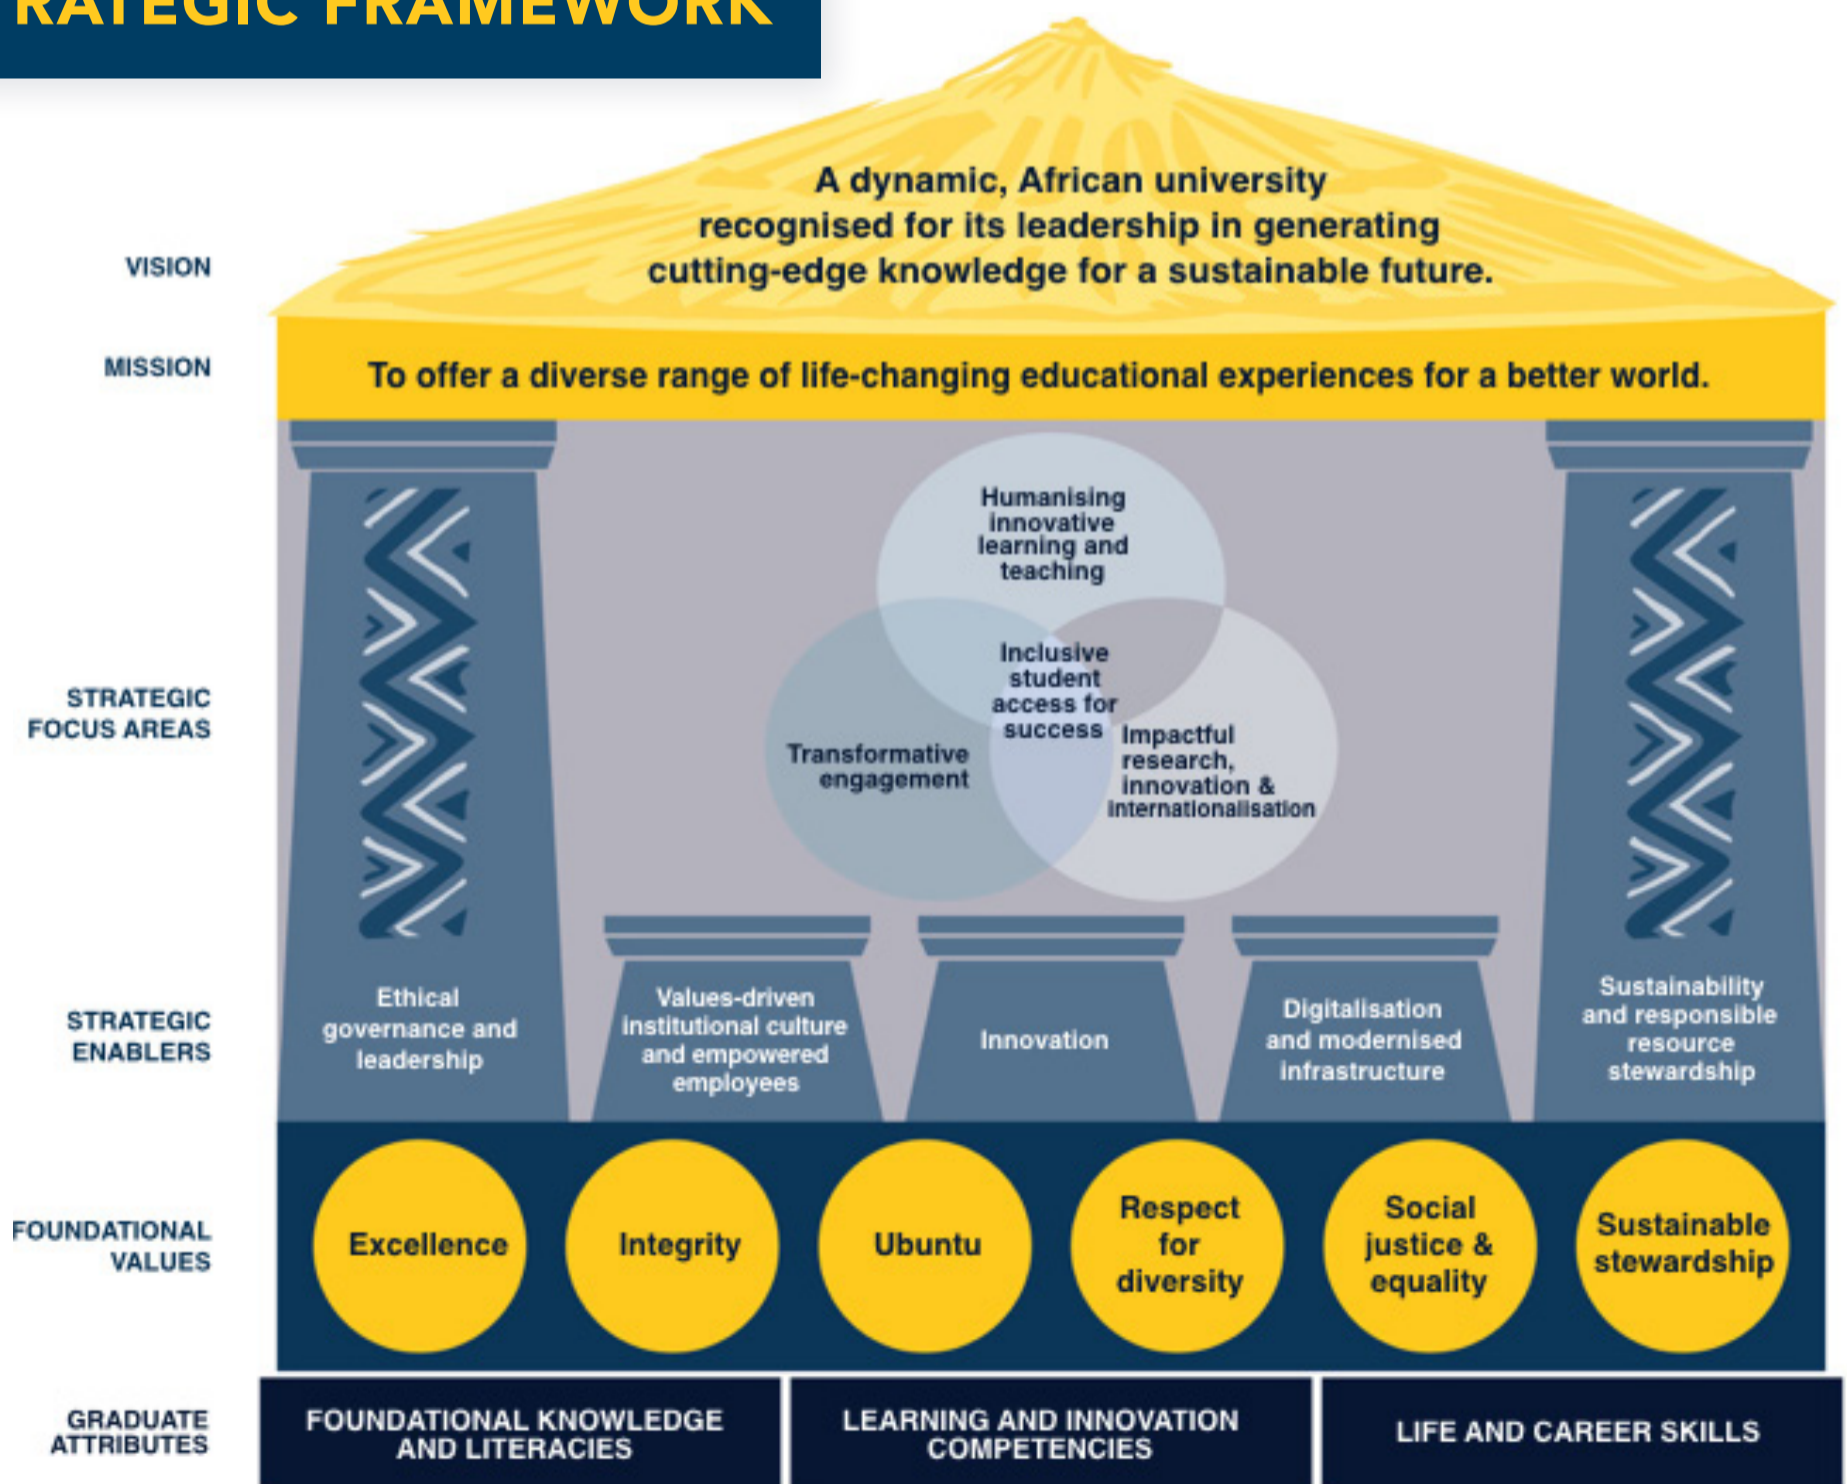 RATEGIC FRAMEWORK
A dynamic, African university
recognised for its leadership in generating
cutting-edge knowledge for a sustainable future.
VISION
MISSION
To offer a diverse range of life-changing educational experiences for a better world.
Humanising
innovative
learning and
teaching
Inclusive
student
access for
success
Transformative
engagement
Impactful
research,
innovation &
internationalisation
STRATEGIC
FOCUS AREAS
STRATEGIC
ENABLERS
Ethical
governance and
leadership
Values-driven
institutional culture
and empowered
employees
Innovation
Digitalisation
and modernised
infrastructure
Sustainability
and responsible
resource
stewardship
FOUNDATIONAL
VALUES
Excellence
Integrity
Ubuntu
Respect
for
diversity
Social
justice &
equality
Sustainable
stewardship
GRADUATE
ATTRIBUTES
FOUNDATIONAL KNOWLEDGE
AND LITERACIES
LEARNING AND INNOVATION
COMPETENCIES
LIFE AND CAREER SKILLS